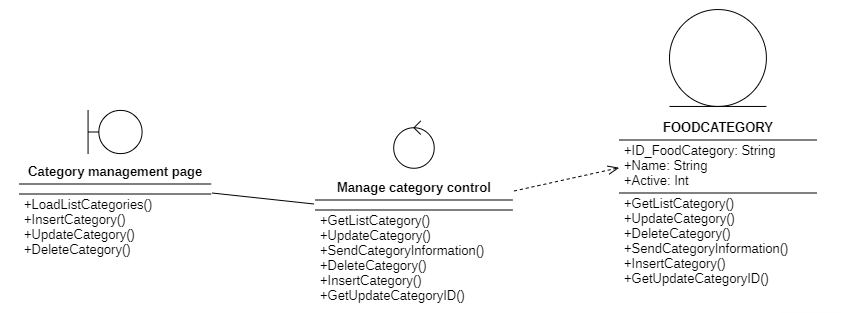 Category management page
+LoadListCategories()
+InsertCategory()
+UpdateCategory()
+DeleteCategory()
Manage category control
+GetListCategory()
+UpdateCategory()
+SendCategoryInformation()
+DeleteCategory()
+InsertCategory()
+GetUpdateCategoryID()
FOODCATEGORY
+ID_FoodCategory: String
+Name: String
+Active: Int
+GetListCategory()
+UpdateCategory()
+DeleteCategory()
+SendCategoryInformation()
+InsertCategory()
+GetUpdateCategoryID()